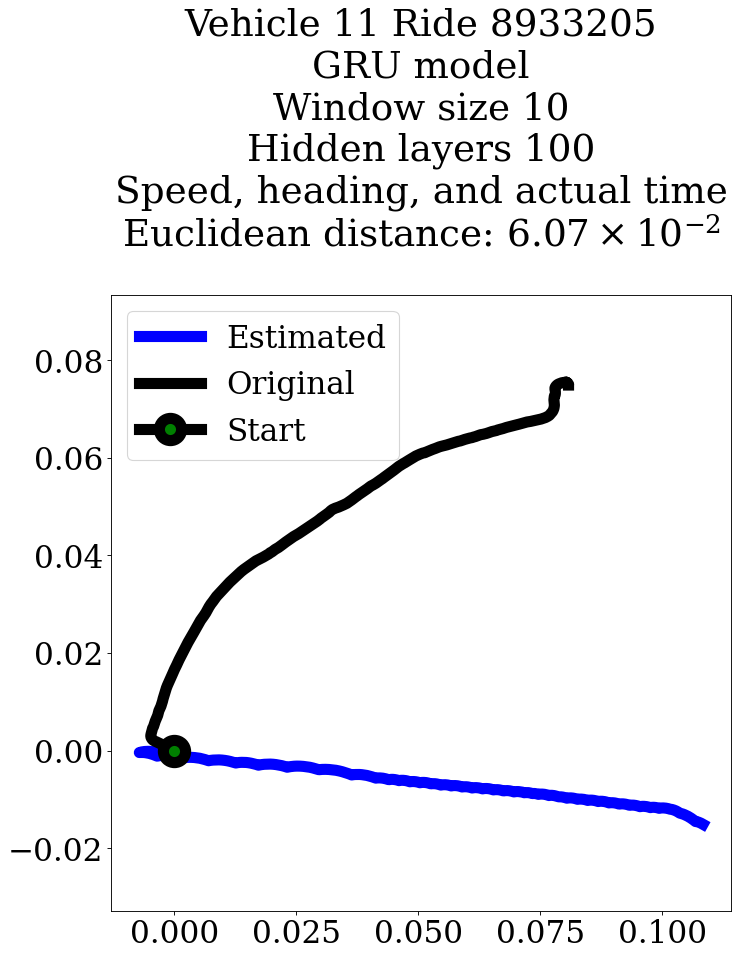 Vehicle 11 Ride 8933205
GRU model
Window size 10
Hidden layers 100
Speed, heading, and actual time
Euclidean distance: 6.07 × 10⁻²
Estimated
Original
Start
0.08
0.06
0.04
0.02
0.00
−0.02
0.000 0.025 0.050 0.075 0.100